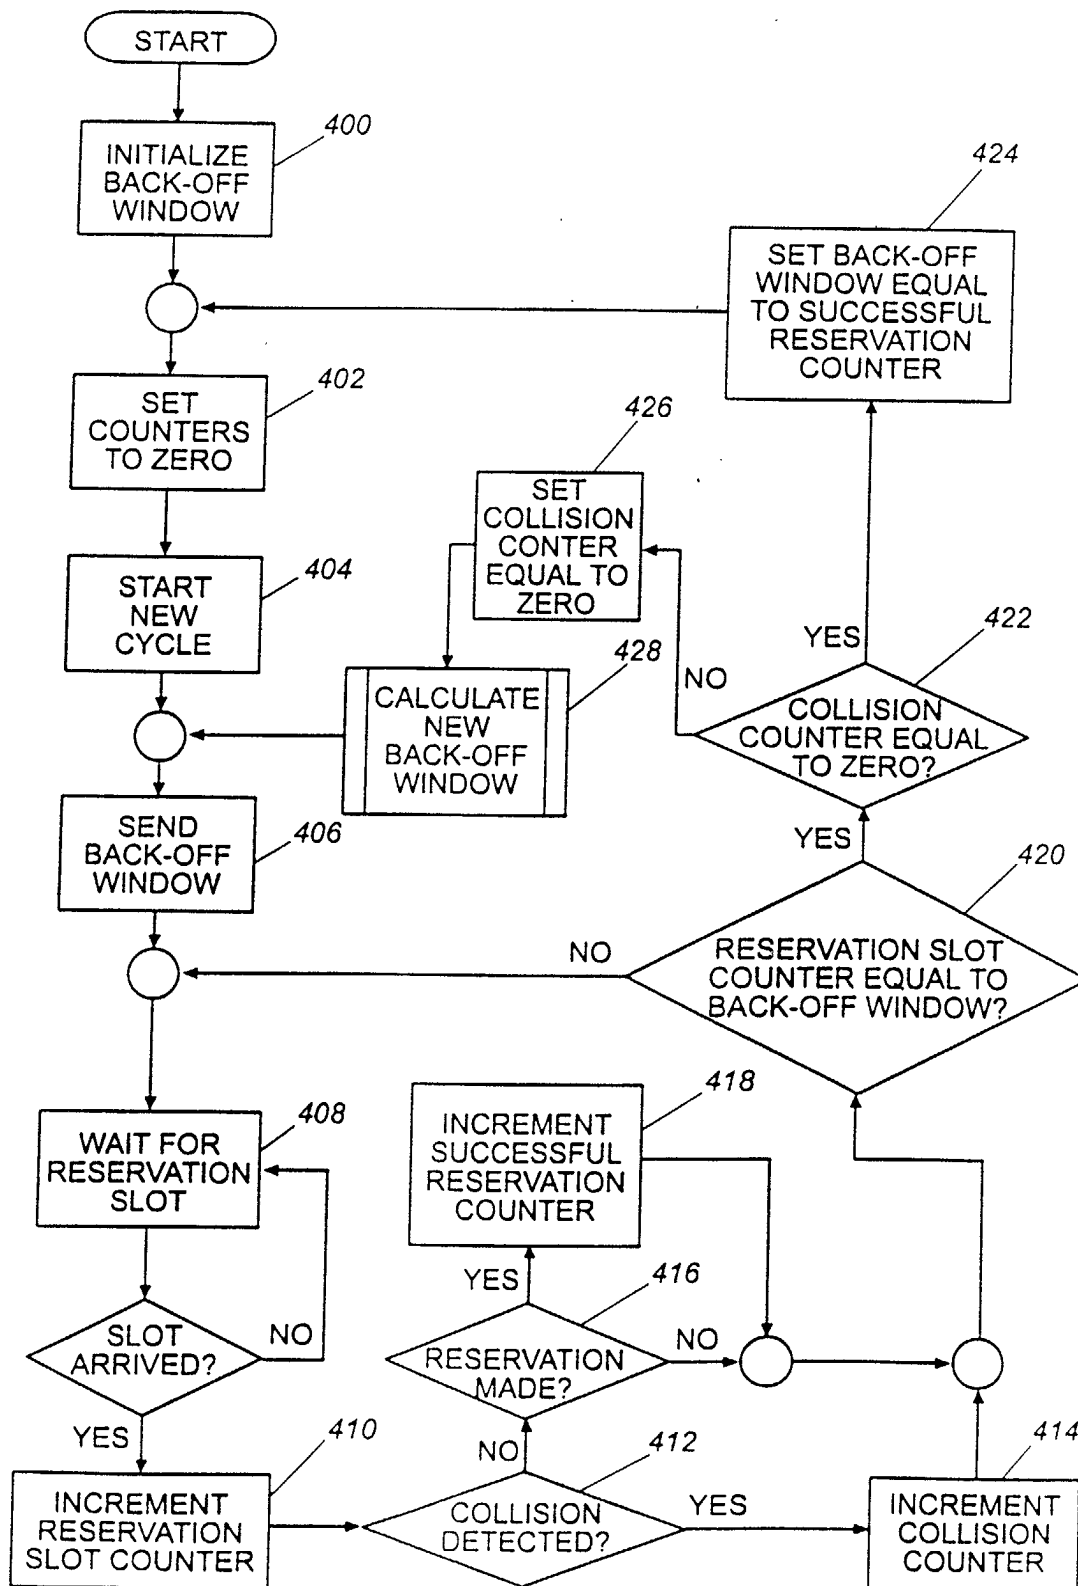 START
400
INITIALIZE
BACK-OFF
WINDOW
424
SET BACK-OFF
WINDOW EQUAL
TO SUCCESSFUL
RESERVATION
COUNTER
402
SET
COUNTERS
TO ZERO
426
SET
COLLISION
CONTER
EQUAL TO
ZERO
404
START
NEW
CYCLE
YES
422
NO
COLLISION
COUNTER EQUAL
TO ZERO?
428
CALCULATE
NEW
BACK-OFF
WINDOW
406
SEND
BACK-OFF
WINDOW
YES
420
NO
RESERVATION SLOT
COUNTER EQUAL TO
BACK-OFF WINDOW?
408
WAIT FOR
RESERVATION
SLOT
418
INCREMENT
SUCCESSFUL
RESERVATION
COUNTER
YES
416
SLOT
ARRIVED?
NO
RESERVATION
MADE?
NO
YES
410
INCREMENT
RESERVATION
SLOT COUNTER
NO
412
COLLISION
DETECTED?
YES
414
INCREMENT
COLLISION
COUNTER